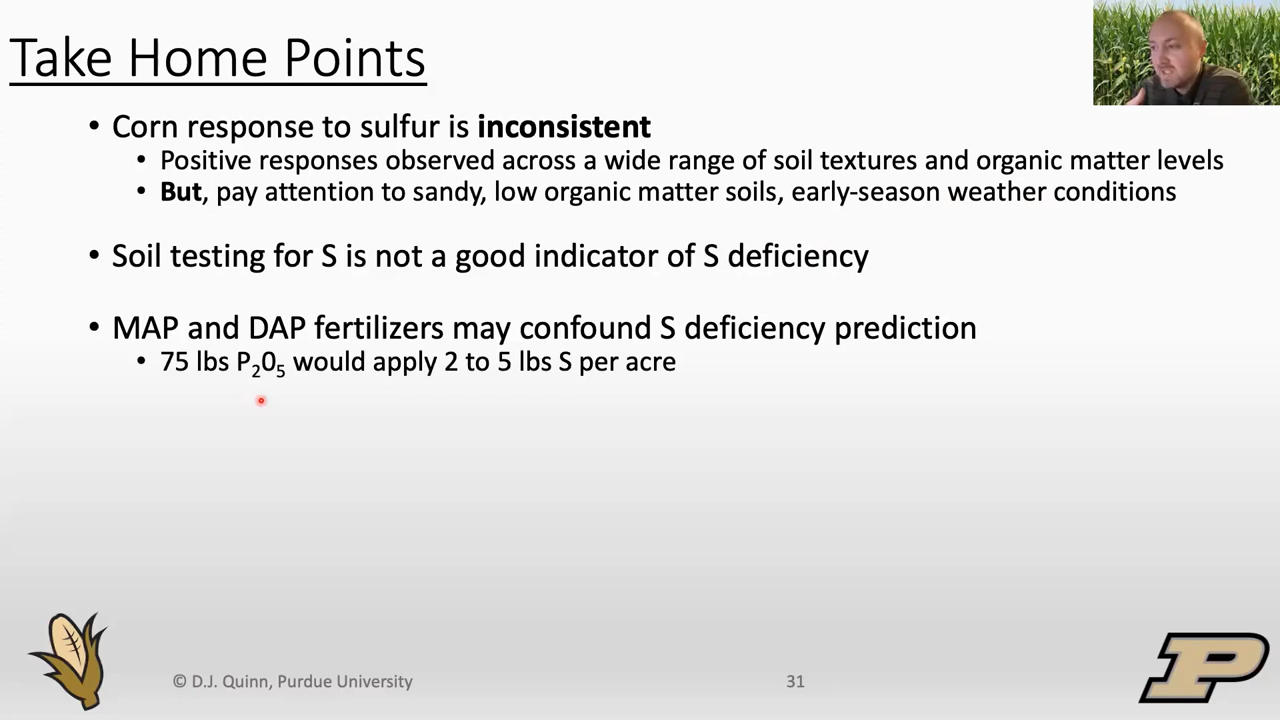 Take Home Points
• Corn response to sulfur is inconsistent
• Positive responses observed across a wide range of soil textures and organic matter levels
• But, pay attention to sandy, low organic matter soils, early-season weather conditions
• Soil testing for S is not a good indicator of S deficiency
• MAP and DAP fertilizers may confound S deficiency prediction
• 75 lbs P₂0₅ would apply 2 to 5 lbs S per acre
© D.J. Quinn, Purdue University
31
P